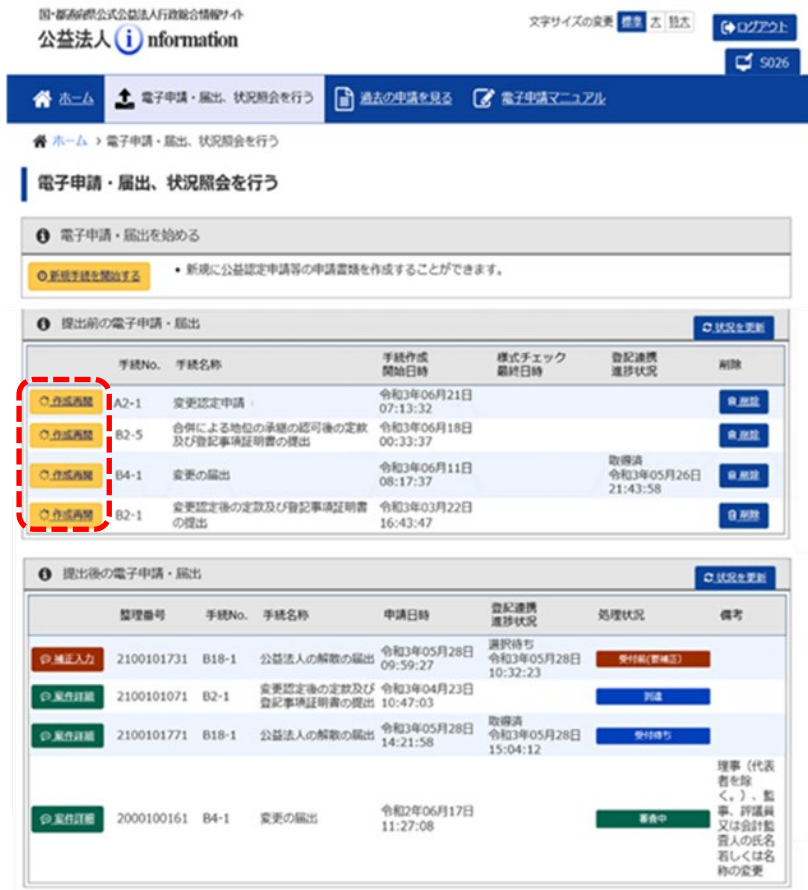 国・都道府県公式公益法人行政総合情報サイト
公益法人 i nformation
文字サイズの変更 標準 大 特大
ログアウト
S026
ホーム
電子申請・届出、状況照会を行う
過去の申請を見る
電子申請マニュアル
ホーム > 電子申請・届出、状況照会を行う
電子申請・届出、状況照会を行う
電子申請・届出を始める
新規手続を開始する
• 新規に公益認定申請等の申請書類を作成することができます。
提出前の電子申請・届出
状況を更新
手続No. 手続名称 手続作成 様式チェック 登記連携 削除
開始日時 最終日時 進捗状況
作成再開 A2-1 変更認定申請 令和3年06月21日 削除
07:13:32
作成再開 B2-5 合併による地位の承継の認可後の定款 令和3年06月18日 削除
及び登記事項証明書の提出 00:33:37
作成再開 B4-1 変更の届出 令和3年06月11日 取得済 削除
08:17:37 令和3年05月26日
21:43:58
作成再開 B2-1 変更認定後の定款及び登記事項証明書 令和3年03月22日 削除
の提出 16:43:47
提出後の電子申請・届出
状況を更新
整理番号 手続No. 手続名称 申請日時 登記連携 処理状況 備考
進捗状況
補正入力 2100101731 B18-1 公益法人の解散の届出 令和3年05月28日 選択待ち 受付前(要補正)
09:59:27 令和3年05月28日
10:32:23
案件詳細 2100101071 B2-1 変更認定後の定款及び 令和3年04月23日 到達
登記事項証明書の提出 10:47:03
案件詳細 2100101771 B18-1 公益法人の解散の届出 令和3年05月28日 取得済 受付待ち
14:21:58 令和3年05月28日
15:04:12
案件詳細 2000100161 B4-1 変更の届出 令和2年06月17日 審査中
11:27:08
理事（代表
者を除
く。）、監
事、評議員
又は会計監
査人の氏名
若しくは名
称の変更